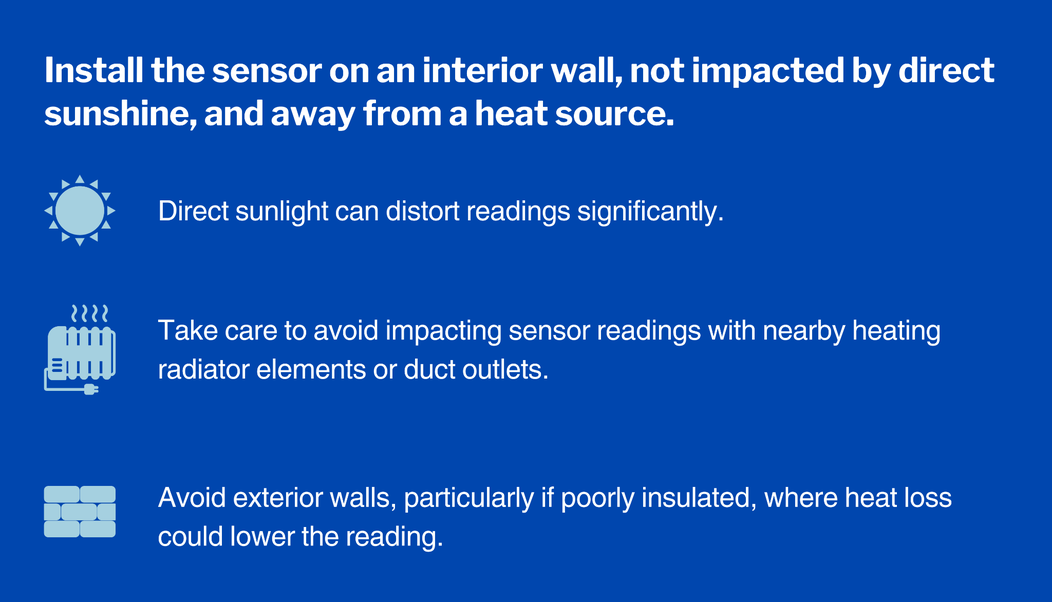 Install the sensor on an interior wall, not impacted by direct
sunshine, and away from a heat source.
Direct sunlight can distort readings significantly.
Take care to avoid impacting sensor readings with nearby heating
radiator elements or duct outlets.
Avoid exterior walls, particularly if poorly insulated, where heat loss
could lower the reading.